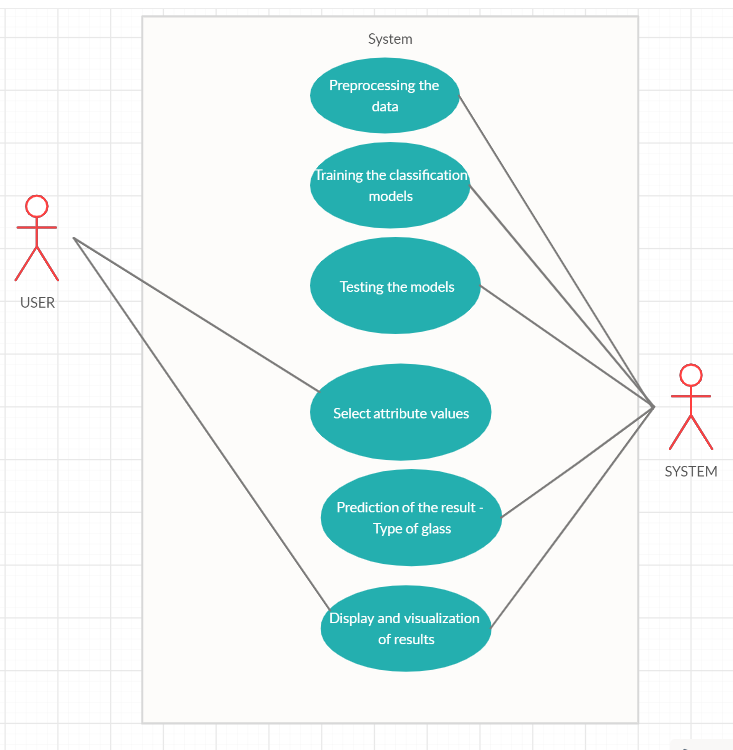 System
Preprocessing the
data
Training the classification
models
Testing the models
USER
Select attribute values
SYSTEM
Prediction of the result -
Type of glass
Display and visualization
of results